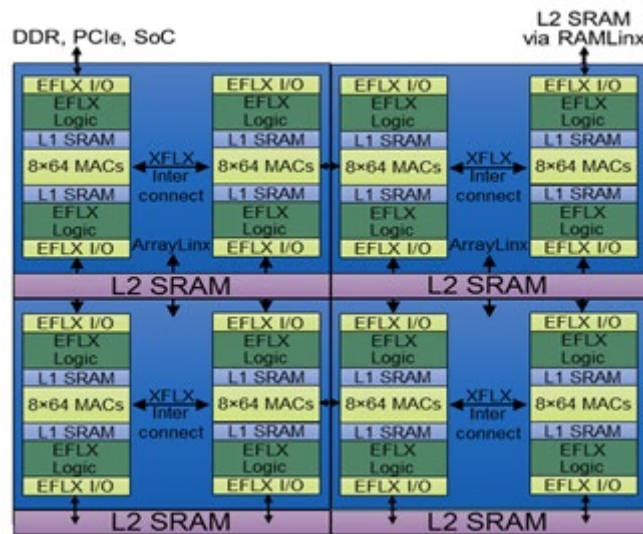 DDR, PCIe, SoC
L2 SRAM
via RAMLinx
EFLX I/O
EFLX
Logic
L1 SRAM
8×64 MACs
L1 SRAM
EFLX
Logic
EFLX I/O
XFLX
Inter
connect
ArrayLinx
EFLX I/O
EFLX
Logic
L1 SRAM
8×64 MACs
L1 SRAM
EFLX
Logic
EFLX I/O
EFLX I/O
EFLX
Logic
L1 SRAM
8×64 MACs
L1 SRAM
EFLX
Logic
EFLX I/O
XFLX
Inter
connect
ArrayLinx
EFLX I/O
EFLX
Logic
L1 SRAM
8×64 MACs
L1 SRAM
EFLX
Logic
EFLX I/O
L2 SRAM
L2 SRAM
EFLX I/O
EFLX
Logic
L1 SRAM
8×64 MACs
L1 SRAM
EFLX
Logic
EFLX I/O
XFLX
Inter
connect
EFLX I/O
EFLX
Logic
L1 SRAM
8×64 MACs
L1 SRAM
EFLX
Logic
EFLX I/O
EFLX I/O
EFLX
Logic
L1 SRAM
8×64 MACs
L1 SRAM
EFLX
Logic
EFLX I/O
XFLX
Inter
connect
EFLX I/O
EFLX
Logic
L1 SRAM
8×64 MACs
L1 SRAM
EFLX
Logic
EFLX I/O
L2 SRAM
L2 SRAM